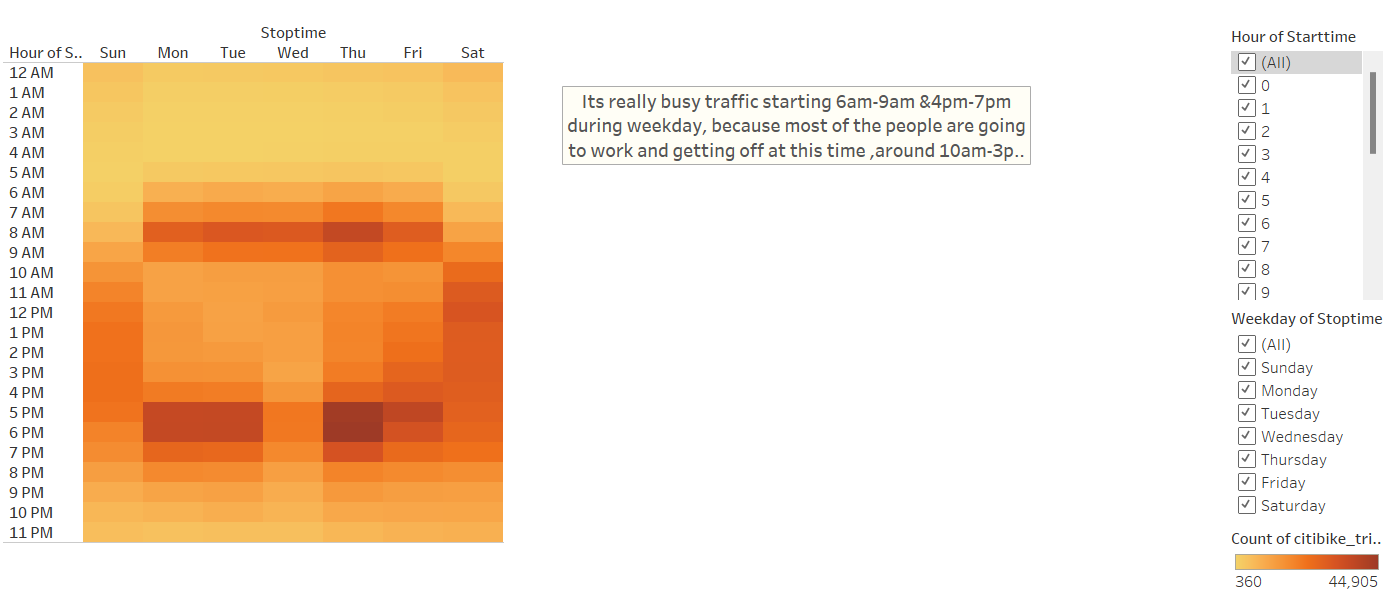 Stoptime
Hour of S.. Sun Mon Tue Wed Thu Fri Sat
12 AM
1 AM
2 AM
3 AM
4 AM
5 AM
6 AM
7 AM
8 AM
9 AM
10 AM
11 AM
12 PM
1 PM
2 PM
3 PM
4 PM
5 PM
6 PM
7 PM
8 PM
9 PM
10 PM
11 PM
Its really busy traffic starting 6am-9am &4pm-7pm
during weekday, because most of the people are going
to work and getting off at this time ,around 10am-3p..
Hour of Starttime
(All)
0
1
2
3
4
5
6
7
8
9
Weekday of Stoptime
(All)
Sunday
Monday
Tuesday
Wednesday
Thursday
Friday
Saturday
Count of citibike_tri..
360 44,905